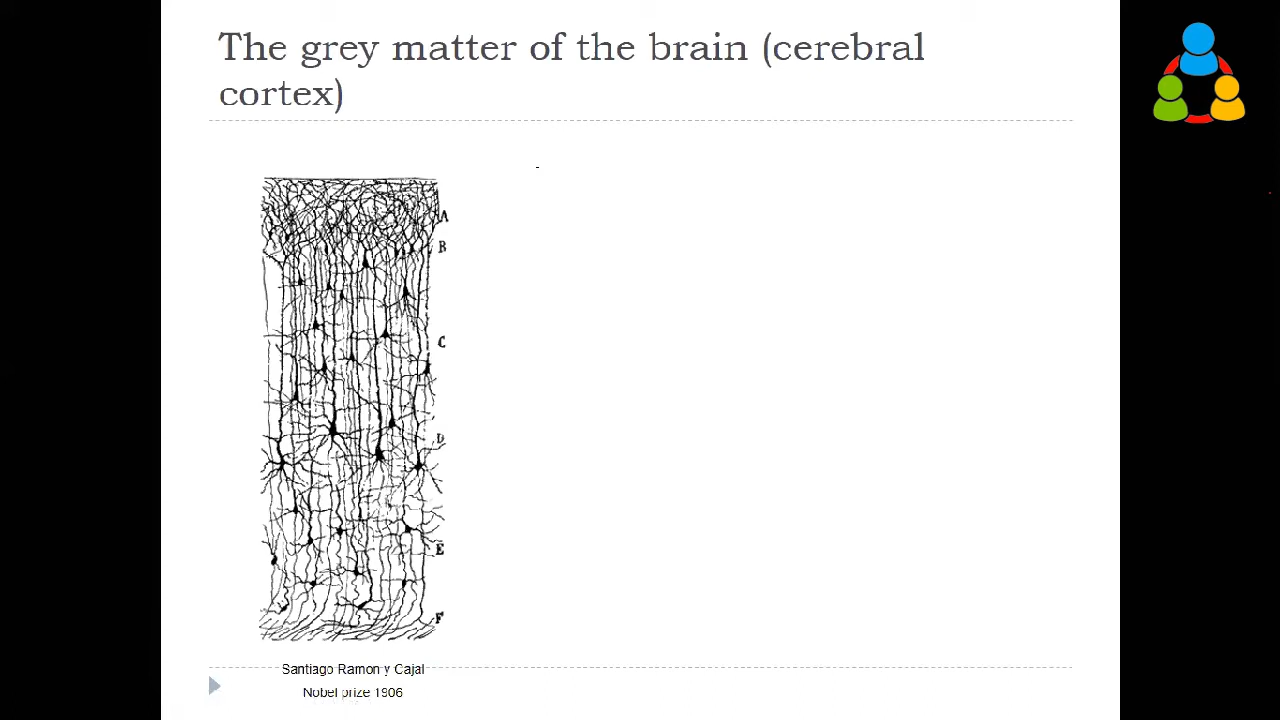 The grey matter of the brain (cerebral
cortex)
A
B
C
D
E
F
Santiago Ramon y Cajal
Nobel prize 1906